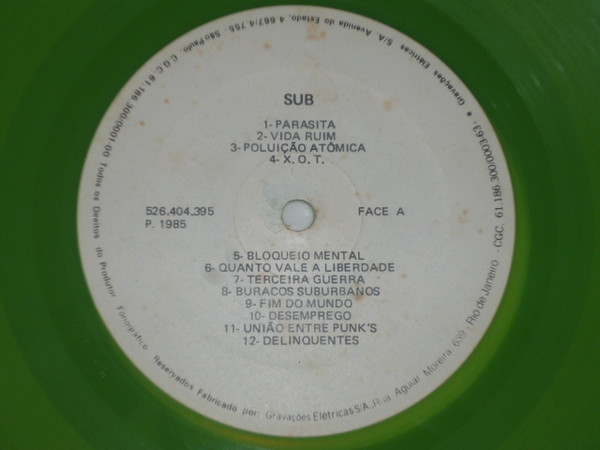 SUB
1- PARASITA
2- VIDA RUIM
3- POLUIÇÃO ATÔMICA
4- X. O. T.
526.404.395
FACE A
P. 1985
5- BLOQUEIO MENTAL
6- QUANTO VALE A LIBERDADE
7- TERCEIRA GUERRA
8- BURACOS SUBURBANOS
9- FIM DO MUNDO
10- DESEMPREGO
11- UNIÃO ENTRE PUNK'S
12- DELINQUENTES
Gravações Elétricas S/A. Avenida do Estado, 4.667/4.755 - São Paulo. C.G.C. 61.186.300/0001.00 Todos os Direitos do Produtor Fonográfico Reservados Fabricado por: Gravações Elétricas S/A. Rua Aguiar Moreira, 639 - Rio de Janeiro - CGC. 61.186.300/0003-63 -